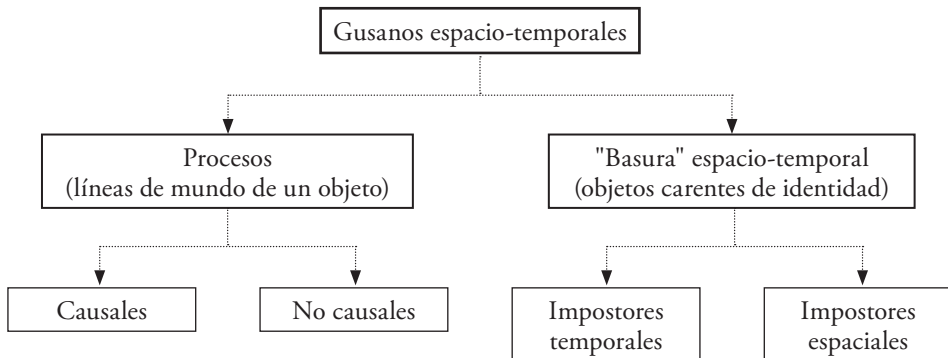 Gusanos espacio-temporales
Procesos
(líneas de mundo de un objeto)
"Basura" espacio-temporal
(objetos carentes de identidad)
Causales
No causales
Impostores
temporales
Impostores
espaciales